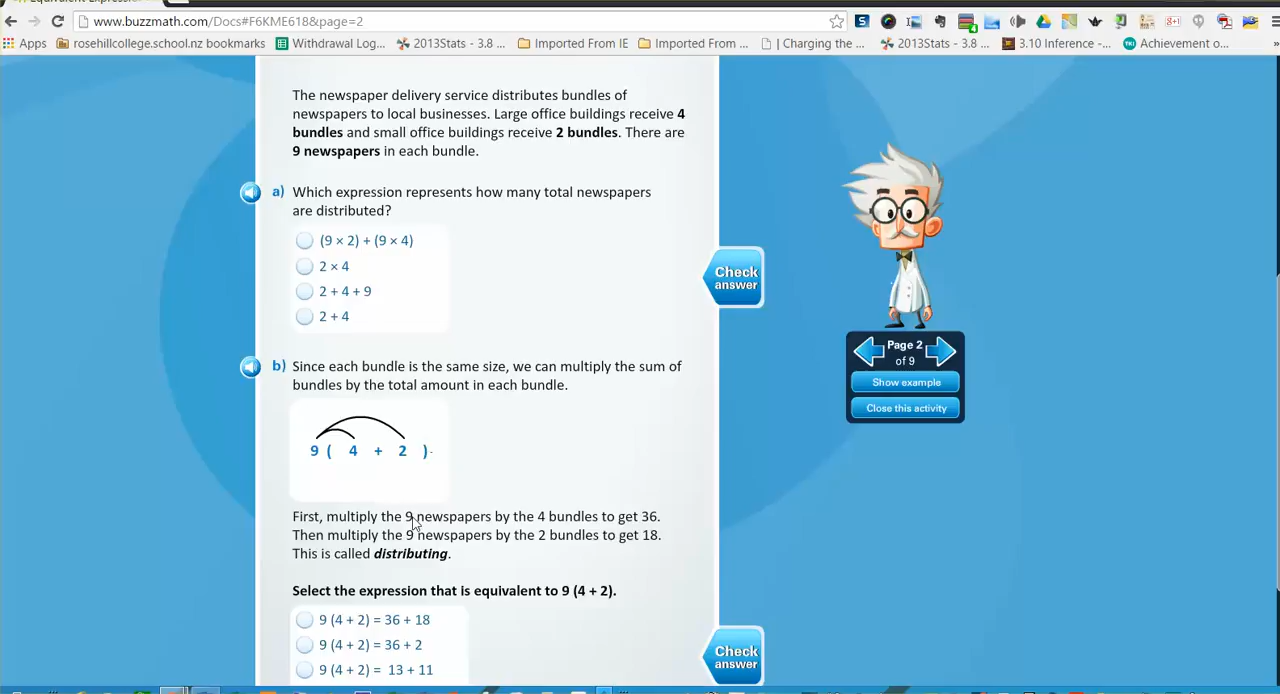 www.buzzmath.com/Docs#F6KME618&page=2
Apps rosehillcollege.school.nz bookmarks Withdrawal Log... 2013Stats - 3.8 ... Imported From IE Imported From ... Charging the ... 2013Stats - 3.8 ... 3.10 Inference -... Achievement o... »
The newspaper delivery service distributes bundles of
newspapers to local businesses. Large office buildings receive 4
bundles and small office buildings receive 2 bundles. There are
9 newspapers in each bundle.
a) Which expression represents how many total newspapers
are distributed?
(9 × 2) + (9 × 4)
2 × 4
2 + 4 + 9
2 + 4
Check
answer
Page 2
of 9
Show example
Close this activity
b) Since each bundle is the same size, we can multiply the sum of
bundles by the total amount in each bundle.
9 ( 4 + 2 )
First, multiply the 9 newspapers by the 4 bundles to get 36.
Then multiply the 9 newspapers by the 2 bundles to get 18.
This is called distributing.
Select the expression that is equivalent to 9 (4 + 2).
9 (4 + 2) = 36 + 18
9 (4 + 2) = 36 + 2
9 (4 + 2) = 13 + 11
Check
answer